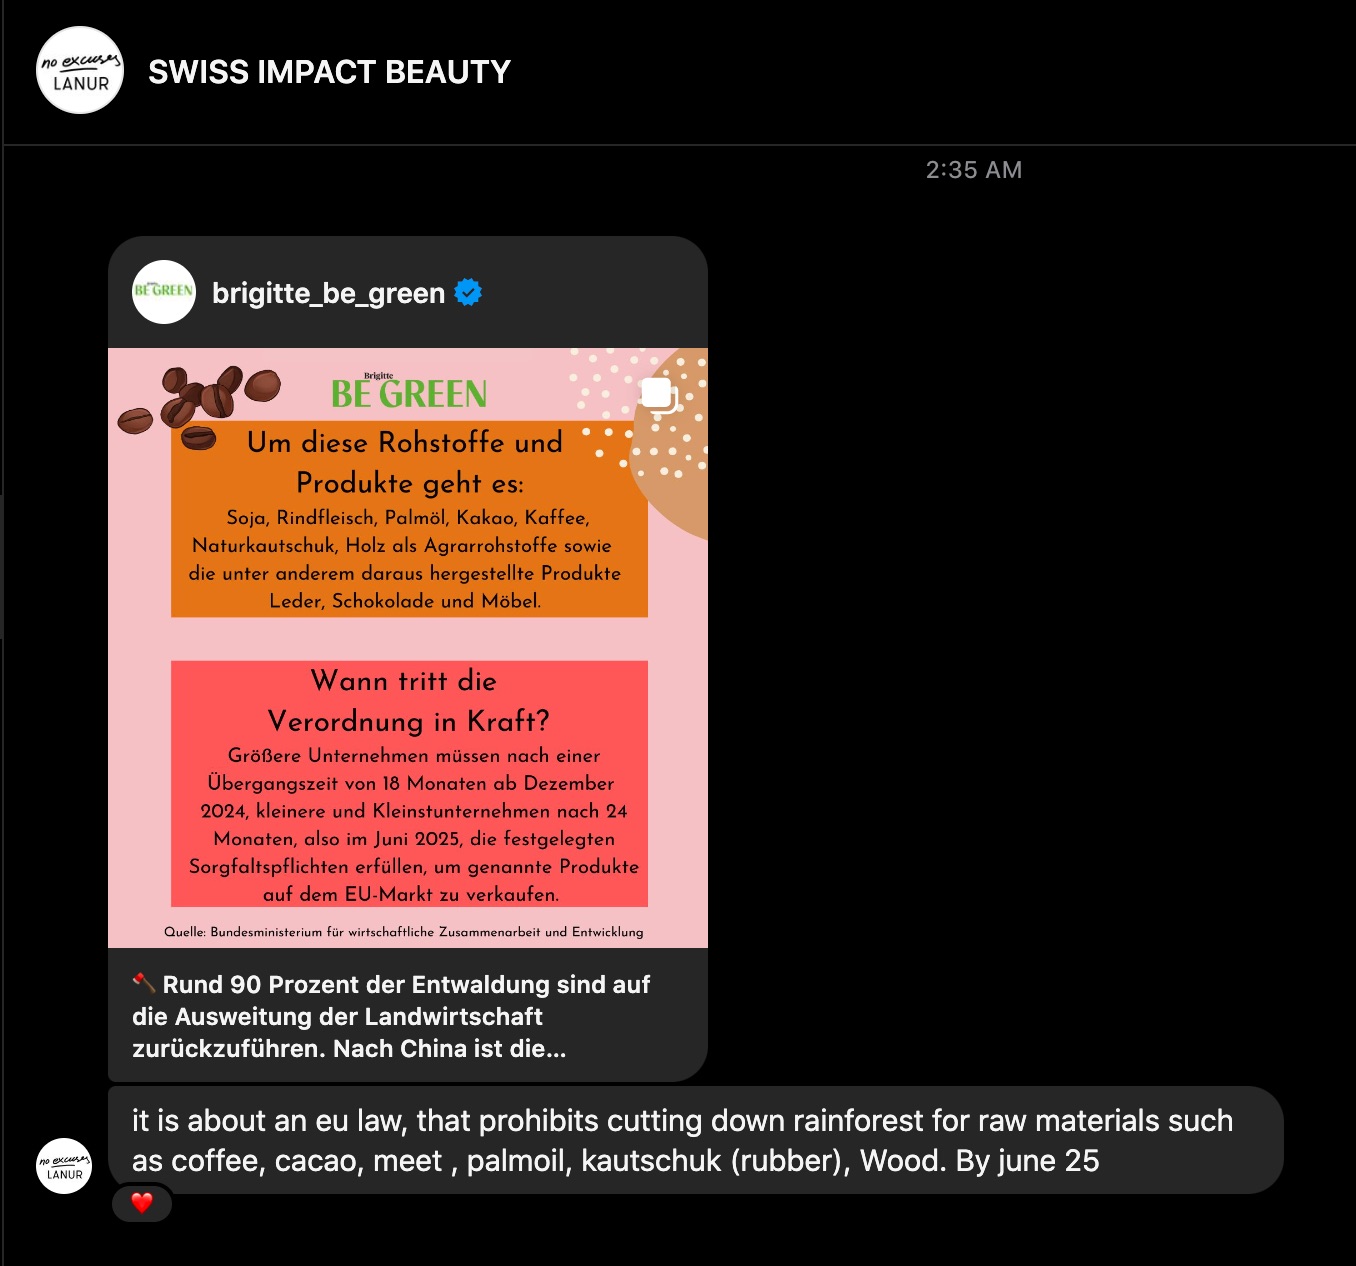 no excuses
LANUR
SWISS IMPACT BEAUTY
2:35 AM
BE GREEN
brigitte_be_green
Brigitte
BE GREEN
Um diese Rohstoffe und
Produkte geht es:
Soja, Rindfleisch, Palmöl, Kakao, Kaffee,
Naturkautschuk, Holz als Agrarrohstoffe sowie
die unter anderem daraus hergestellte Produkte
Leder, Schokolade und Möbel.
Wann tritt die
Verordnung in Kraft?
Größere Unternehmen müssen nach einer
Übergangszeit von 18 Monaten ab Dezember
2024, kleinere und Kleinstunternehmen nach 24
Monaten, also im Juni 2025, die festgelegten
Sorgfaltspflichten erfüllen, um genannte Produkte
auf dem EU-Markt zu verkaufen.
Quelle: Bundesministerium für wirtschaftliche Zusammenarbeit und Entwicklung
🪓 Rund 90 Prozent der Entwaldung sind auf
die Ausweitung der Landwirtschaft
zurückzuführen. Nach China ist die...
it is about an eu law, that prohibits cutting down rainforest for raw materials such
as coffee, cacao, meet , palmoil, kautschuk (rubber), Wood. By june 25
no excuses
LANUR
❤️